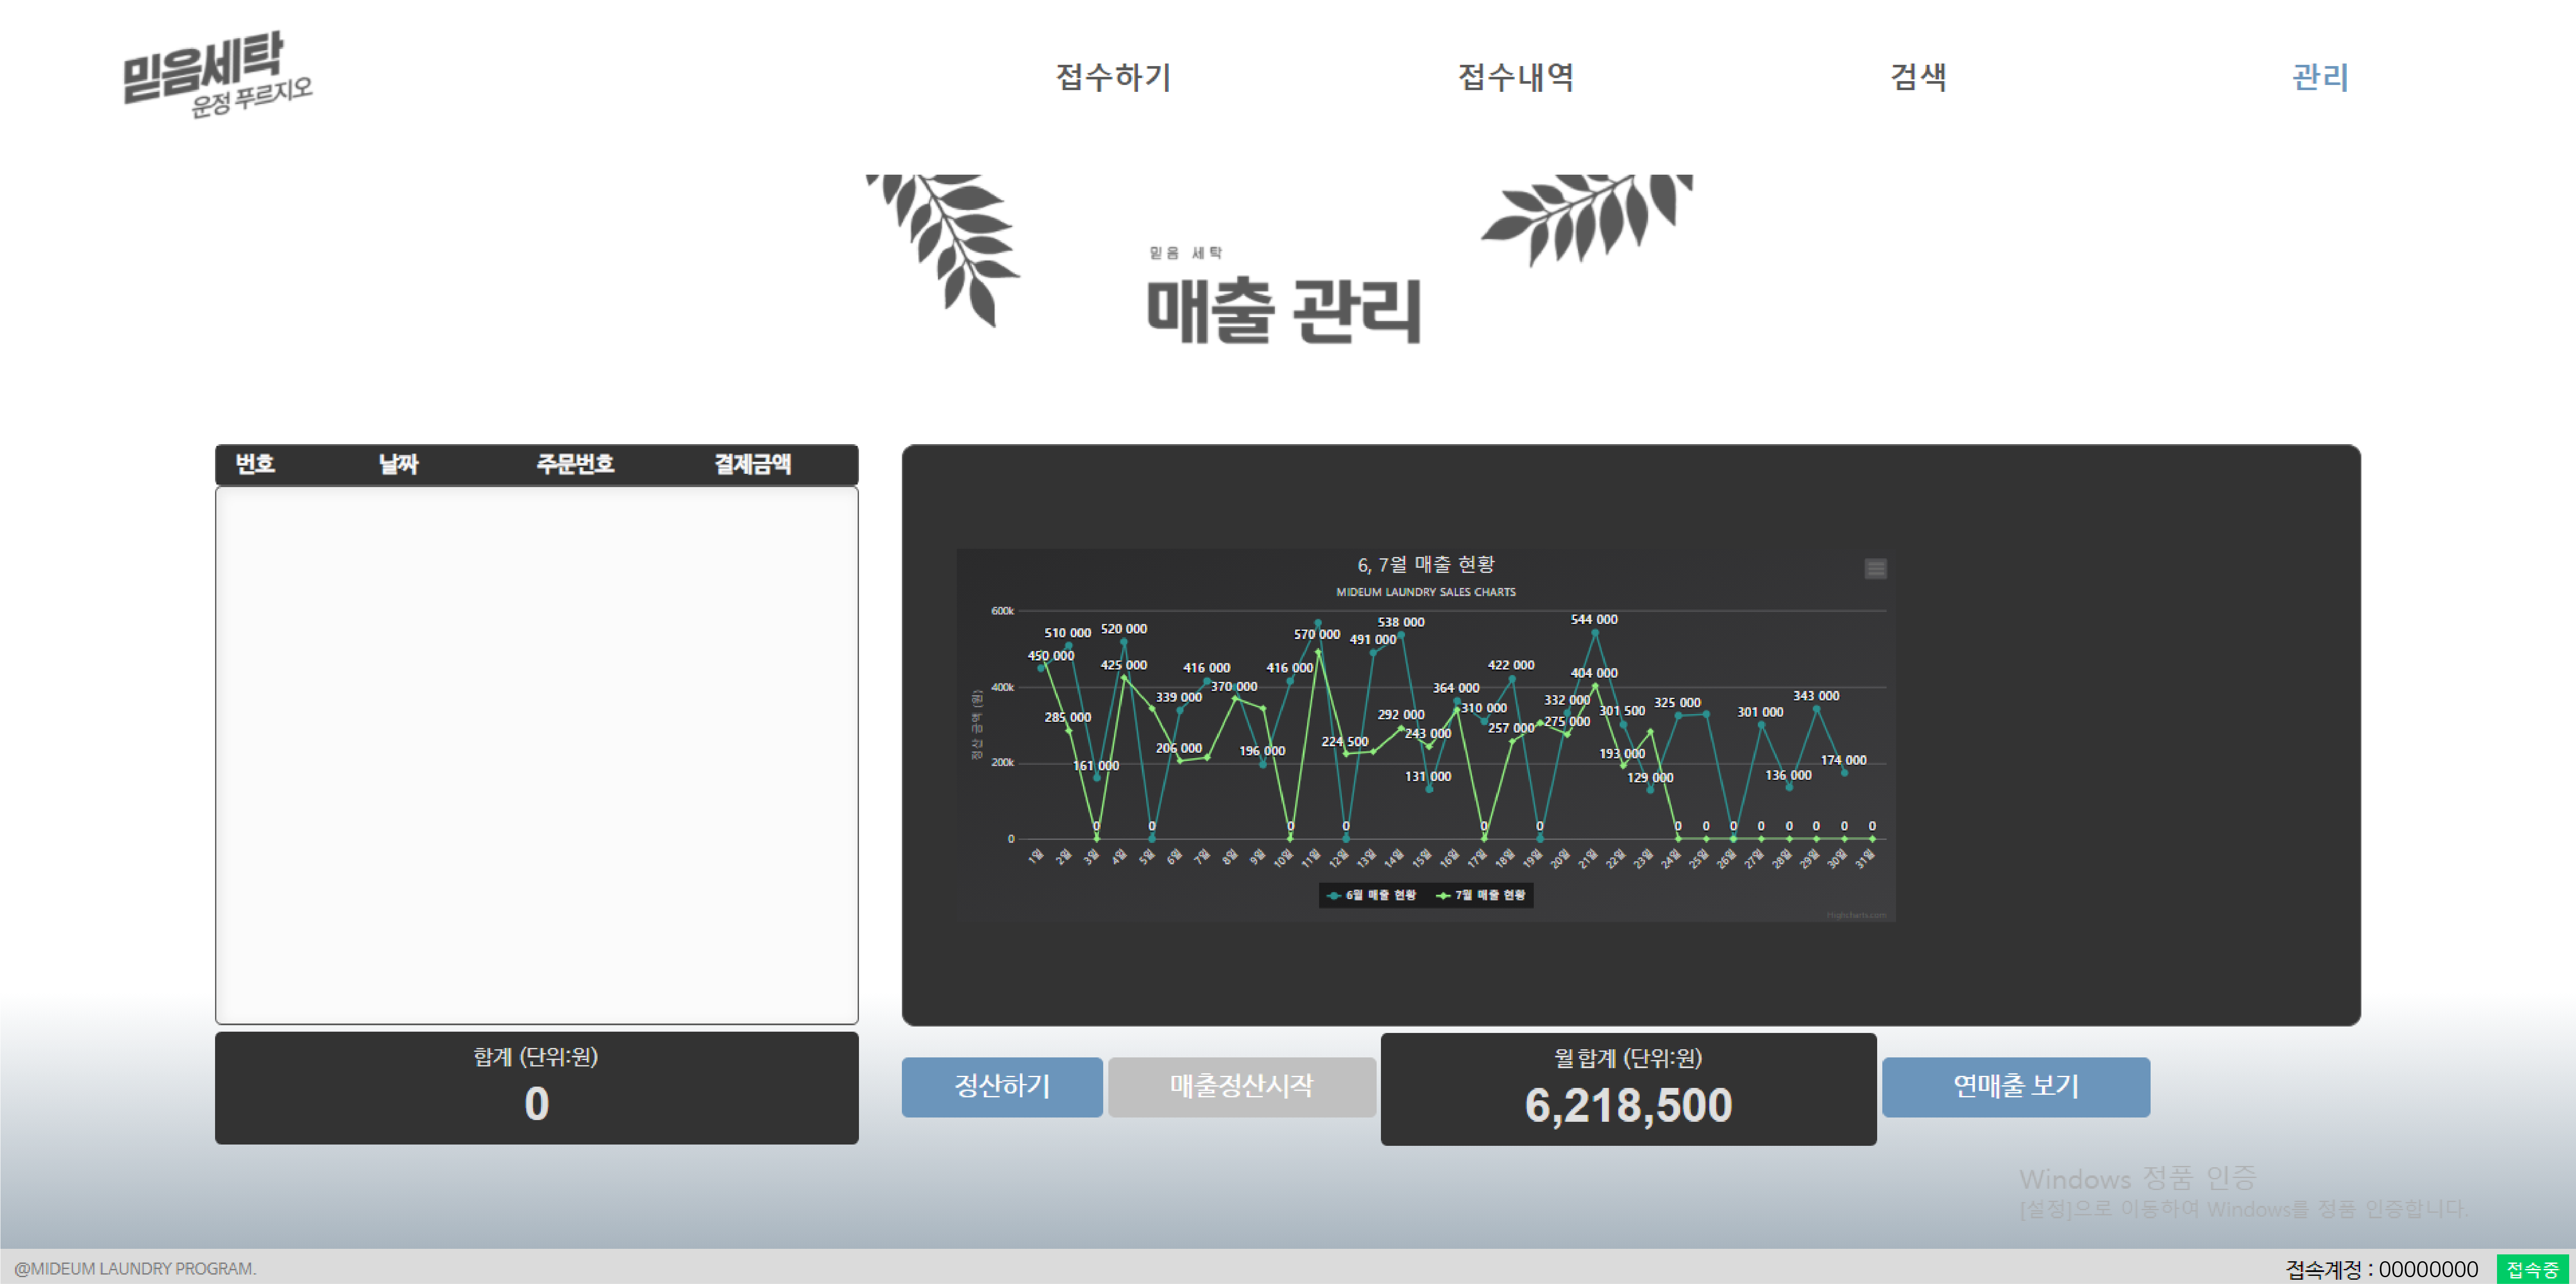 믿음세탁
운정 푸르지오
접수하기 접수내역 검색 관리
믿음 세탁
매출 관리
번호 날짜 주문번호 결제금액
6, 7월 매출 현황
MIDEUM LAUNDRY SALES CHARTS
정산 금액 (원)
600k
400k
200k
0
450 000 510 000 161 000 520 000 0 339 000 416 000 196 000 416 000 570 000 0 491 000 538 000 131 000 364 000 310 000 422 000 0 332 000 544 000 301 500 129 000 325 000 0 301 000 136 000 343 000 174 000
285 000 0 425 000 206 000 370 000 0 224 500 292 000 243 000 0 257 000 275 000 404 000 193 000 0 0 0 0 0 0 0 0
1일 2일 3일 4일 5일 6일 7일 8일 9일 10일 11일 12일 13일 14일 15일 16일 17일 18일 19일 20일 21일 22일 23일 24일 25일 26일 27일 28일 29일 30일 31일
6월 매출 현황 7월 매출 현황
Highcharts.com
합계 (단위:원)
0
정산하기 매출정산시작
월 합계 (단위:원)
6,218,500
연매출 보기
Windows 정품 인증
[설정]으로 이동하여 Windows를 정품 인증합니다.
@MIDEUM LAUNDRY PROGRAM.
접속계정 : 00000000 접속중